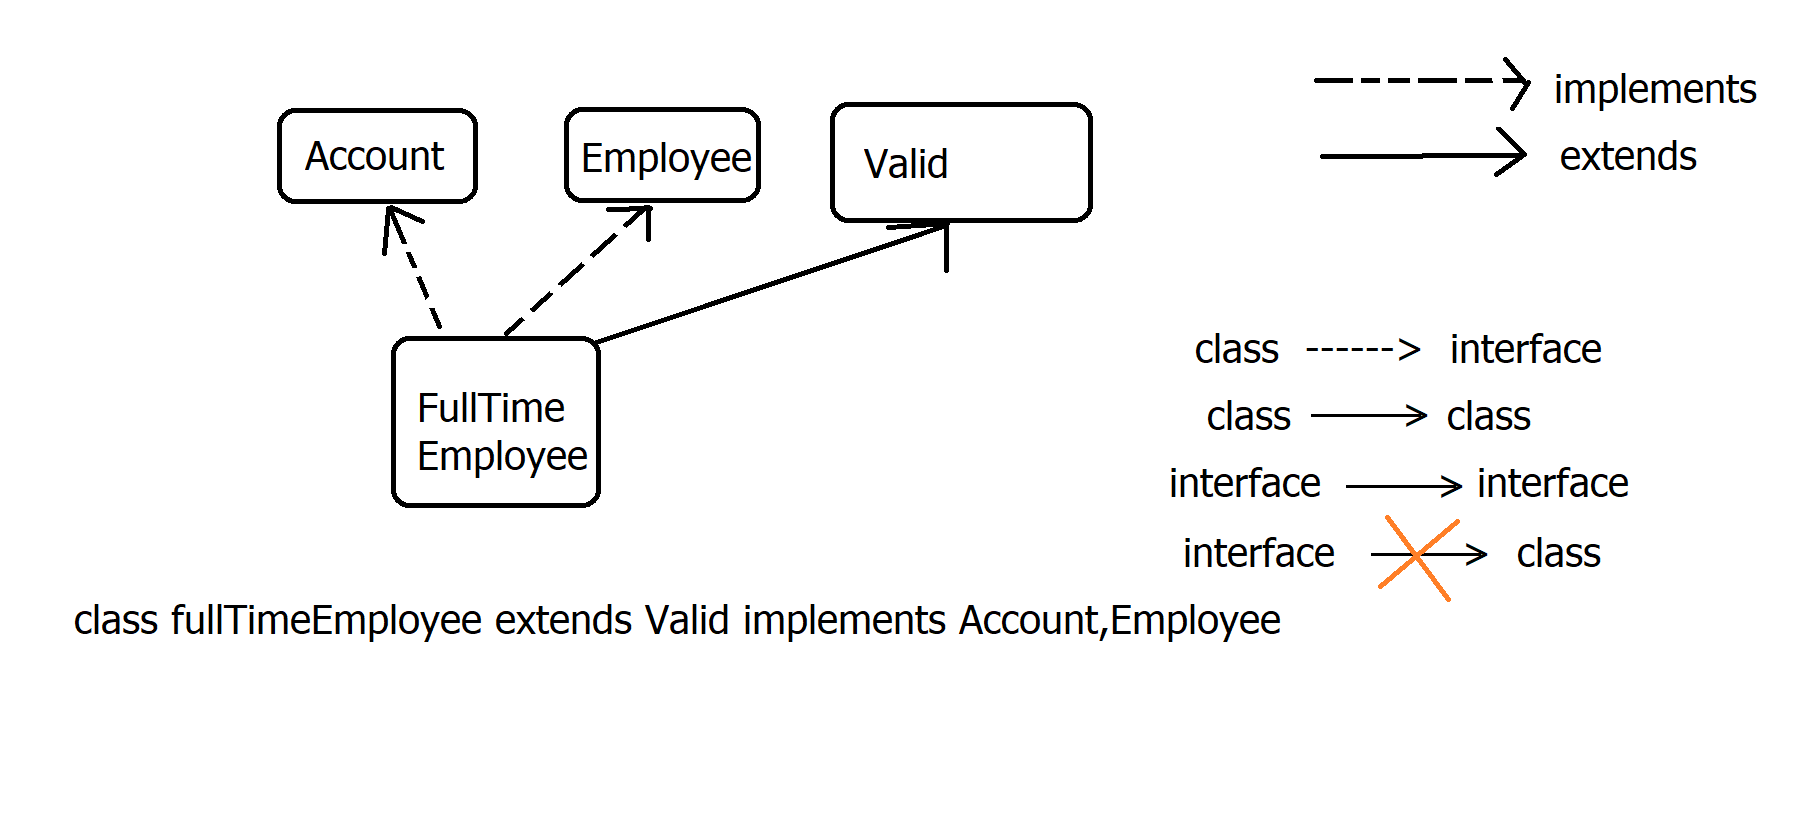 implements
extends
Account
Employee
Valid
FullTime
Employee
class ------> interface
class ———> class
interface ———> interface
interface ———> class
class fullTimeEmployee extends Valid implements Account,Employee